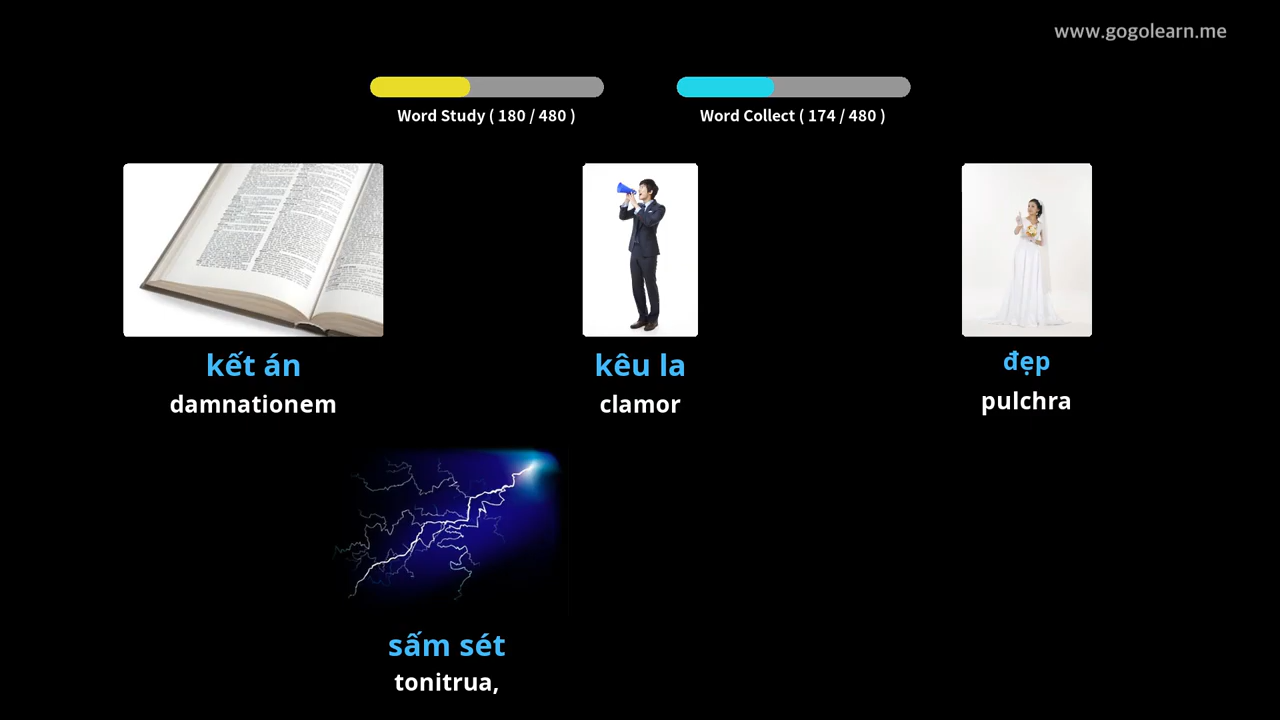 www.gogolearn.me
Word Study ( 180 / 480 )
Word Collect ( 174 / 480 )
kết án
damnationem
kêu la
clamor
đẹp
pulchra
sấm sét
tonitrua,